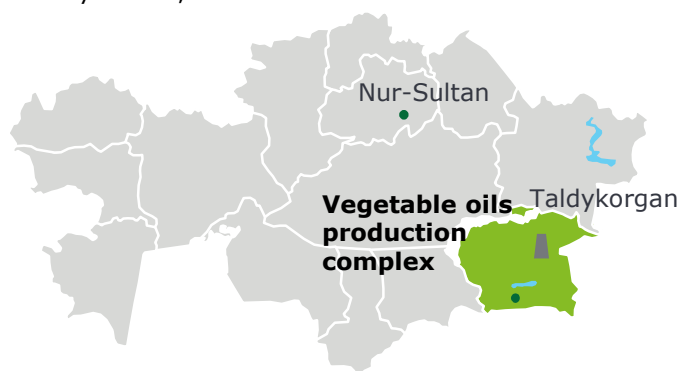 Nur-Sultan
Taldykorgan
Vegetable oils
production
complex